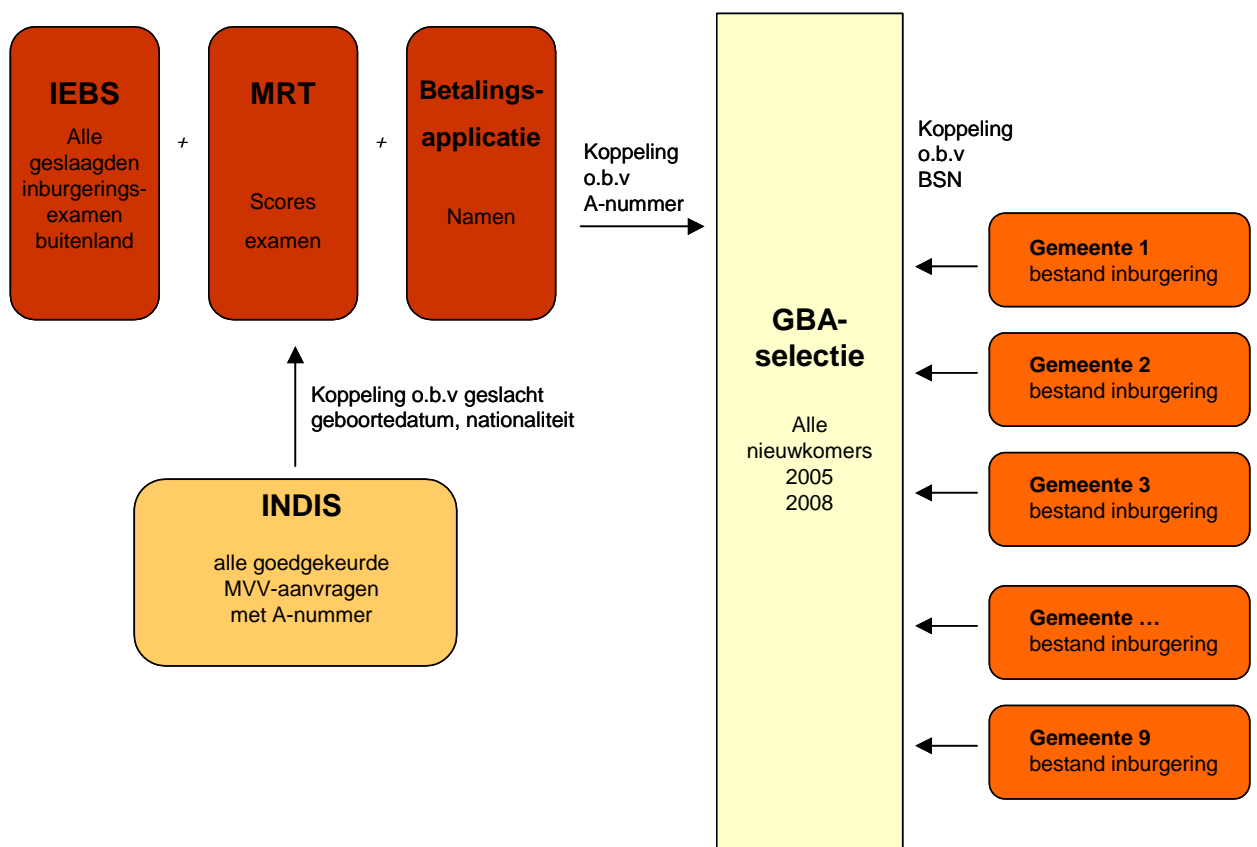 IEBS
Alle
geslaagden
inburgerings-
examen
buitenland
+
MRT
Scores
examen
+
Betalings-
applicatie
Namen
Koppeling
o.b.v
A-nummer
Koppeling o.b.v geslacht
geboortedatum, nationaliteit
INDIS
alle goedgekeurde
MVV-aanvragen
met A-nummer
GBA-
selectie
Alle
nieuwkomers
2005
2008
Koppeling
o.b.v
BSN
Gemeente 1
bestand inburgering
Gemeente 2
bestand inburgering
Gemeente 3
bestand inburgering
Gemeente …
bestand inburgering
Gemeente 9
bestand inburgering